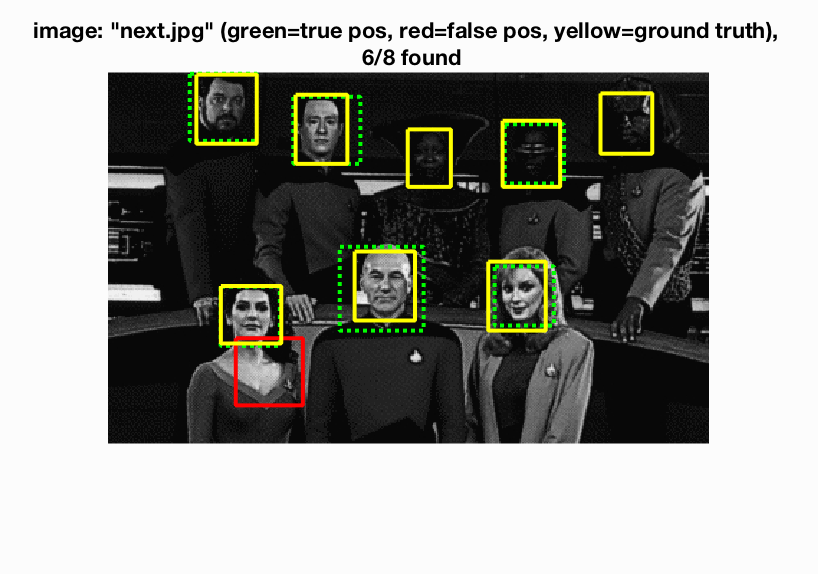 image: "next.jpg" (green=true pos, red=false pos, yellow=ground truth),
6/8 found